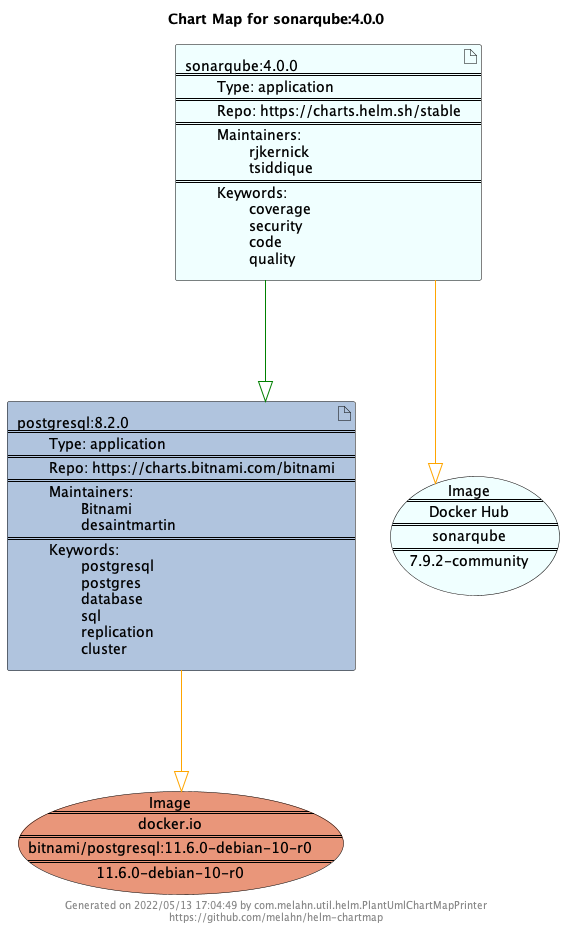 Chart Map for sonarqube:4.0.0
sonarqube:4.0.0
Type: application
Repo: https://charts.helm.sh/stable
Maintainers:
rjkernick
tsiddique
Keywords:
coverage
security
code
quality
postgresql:8.2.0
Type: application
Repo: https://charts.bitnami.com/bitnami
Maintainers:
Bitnami
desaintmartin
Keywords:
postgresql
postgres
database
sql
replication
cluster
Image
Docker Hub
sonarqube
7.9.2-community
Image
docker.io
bitnami/postgresql:11.6.0-debian-10-r0
11.6.0-debian-10-r0
Generated on 2022/05/13 17:04:49 by com.melahn.util.helm.PlantUmlChartMapPrinter
https://github.com/melahn/helm-chartmap